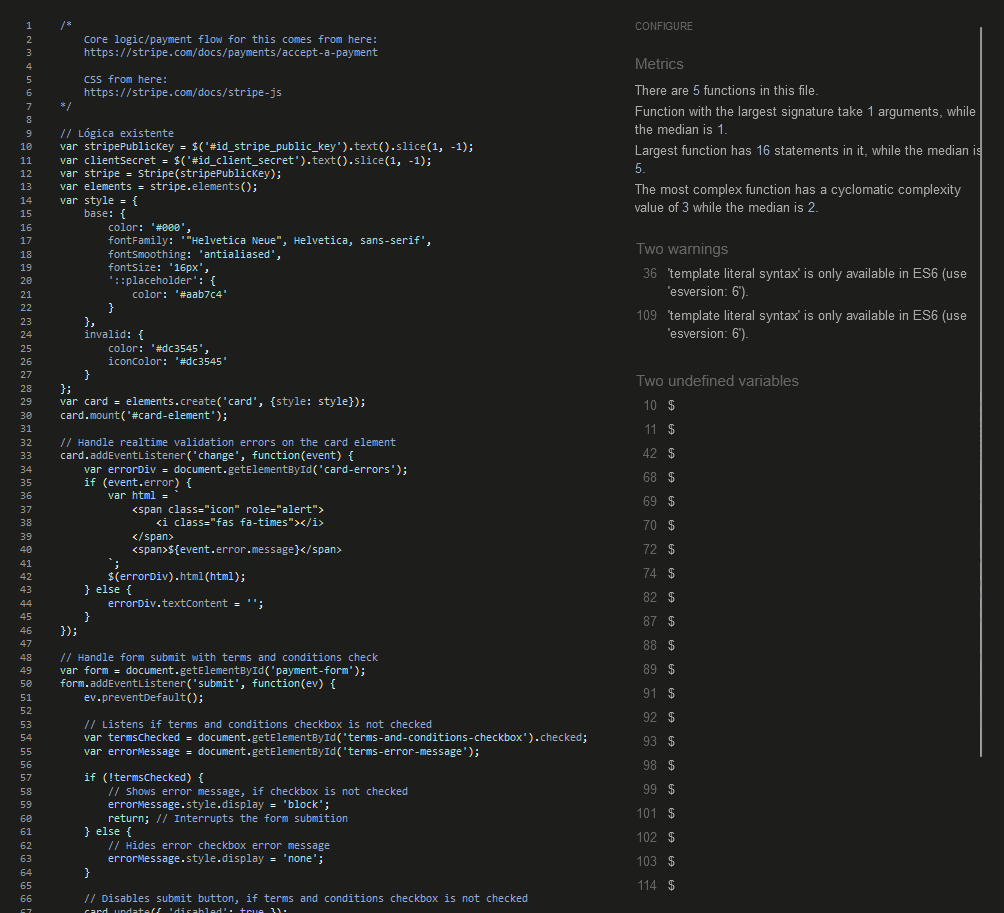 1 /*
2 Core logic/payment flow for this comes from here:
3 https://stripe.com/docs/payments/accept-a-payment
4
5 CSS from here:
6 https://stripe.com/docs/stripe-js
7 */
8
9 // Lógica existente
10 var stripePublicKey = $('#id_stripe_public_key').text().slice(1, -1);
11 var clientSecret = $('#id_client_secret').text().slice(1, -1);
12 var stripe = Stripe(stripePublicKey);
13 var elements = stripe.elements();
14 var style = {
15 base: {
16 color: '#000',
17 fontFamily: '"Helvetica Neue", Helvetica, sans-serif',
18 fontSmoothing: 'antialiased',
19 fontSize: '16px',
20 '::placeholder': {
21 color: '#aab7c4'
22 }
23 },
24 invalid: {
25 color: '#dc3545',
26 iconColor: '#dc3545'
27 }
28 };
29 var card = elements.create('card', {style: style});
30 card.mount('#card-element');
31
32 // Handle realtime validation errors on the card element
33 card.addEventListener('change', function(event) {
34 var errorDiv = document.getElementById('card-errors');
35 if (event.error) {
36 var html = `
37 <span class="icon" role="alert">
38 <i class="fas fa-times"></i>
39 </span>
40 <span>${event.error.message}</span>
41 `;
42 $(errorDiv).html(html);
43 } else {
44 errorDiv.textContent = '';
45 }
46 });
47
48 // Handle form submit with terms and conditions check
49 var form = document.getElementById('payment-form');
50 form.addEventListener('submit', function(ev) {
51 ev.preventDefault();
52
53 // Listens if terms and conditions checkbox is not checked
54 var termsChecked = document.getElementById('terms-and-conditions-checkbox').checked;
55 var errorMessage = document.getElementById('terms-error-message');
56
57 if (!termsChecked) {
58 // Shows error message, if checkbox is not checked
59 errorMessage.style.display = 'block';
60 return; // Interrupts the form submition
61 } else {
62 // Hides error checkbox error message
63 errorMessage.style.display = 'none';
64 }
65
66 // Disables submit button, if terms and conditions checkbox is not checked
67 card.update({ 'disabled': true });
CONFIGURE
Metrics
There are 5 functions in this file.
Function with the largest signature take 1 arguments, while
the median is 1.
Largest function has 16 statements in it, while the median is
5.
The most complex function has a cyclomatic complexity
value of 3 while the median is 2.
Two warnings
36 'template literal syntax' is only available in ES6 (use
'esversion: 6').
109 'template literal syntax' is only available in ES6 (use
'esversion: 6').
Two undefined variables
10 $
11 $
42 $
68 $
69 $
70 $
72 $
74 $
82 $
87 $
88 $
89 $
91 $
92 $
93 $
98 $
99 $
101 $
102 $
103 $
114 $